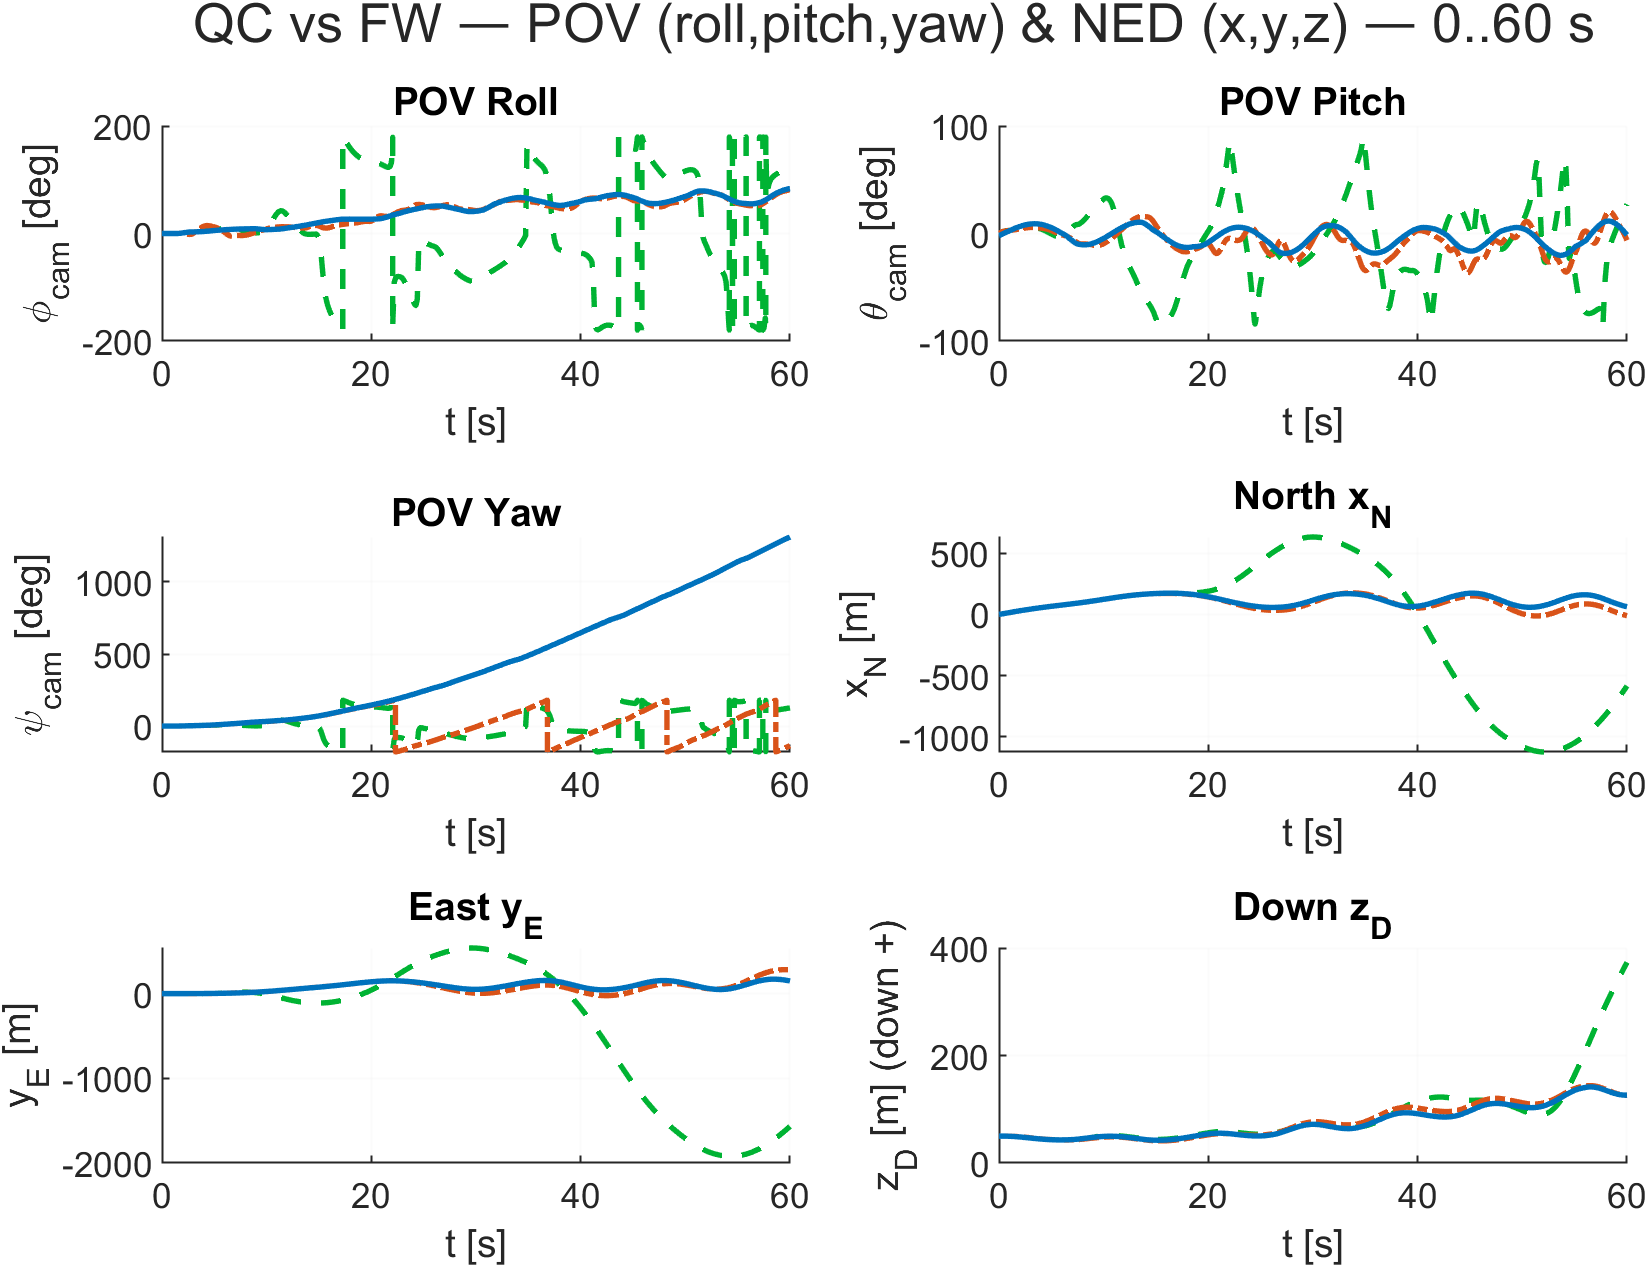 QC vs FW — POV (roll,pitch,yaw) & NED (x,y,z) — 0..60 s
POV Roll
200
0
-200
ϕcam [deg]
0 20 40 60
t [s]
POV Pitch
100
0
-100
θcam [deg]
0 20 40 60
t [s]
POV Yaw
1000
500
0
ψcam [deg]
0 20 40 60
t [s]
North xN
500
0
-500
-1000
xN [m]
0 20 40 60
t [s]
East yE
0
-1000
-2000
yE [m]
0 20 40 60
t [s]
Down zD
400
200
0
zD [m] (down +)
0 20 40 60
t [s]